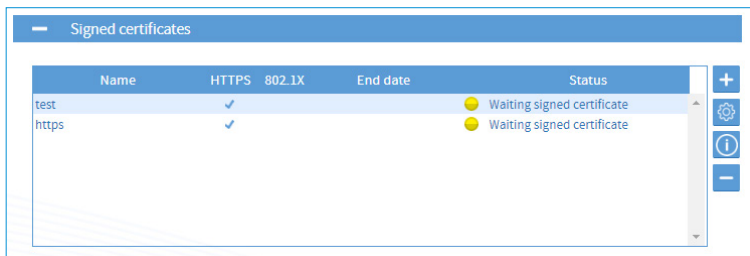 Signed certificates
Name HTTPS 802.1X End date Status
test Waiting signed certificate
https Waiting signed certificate